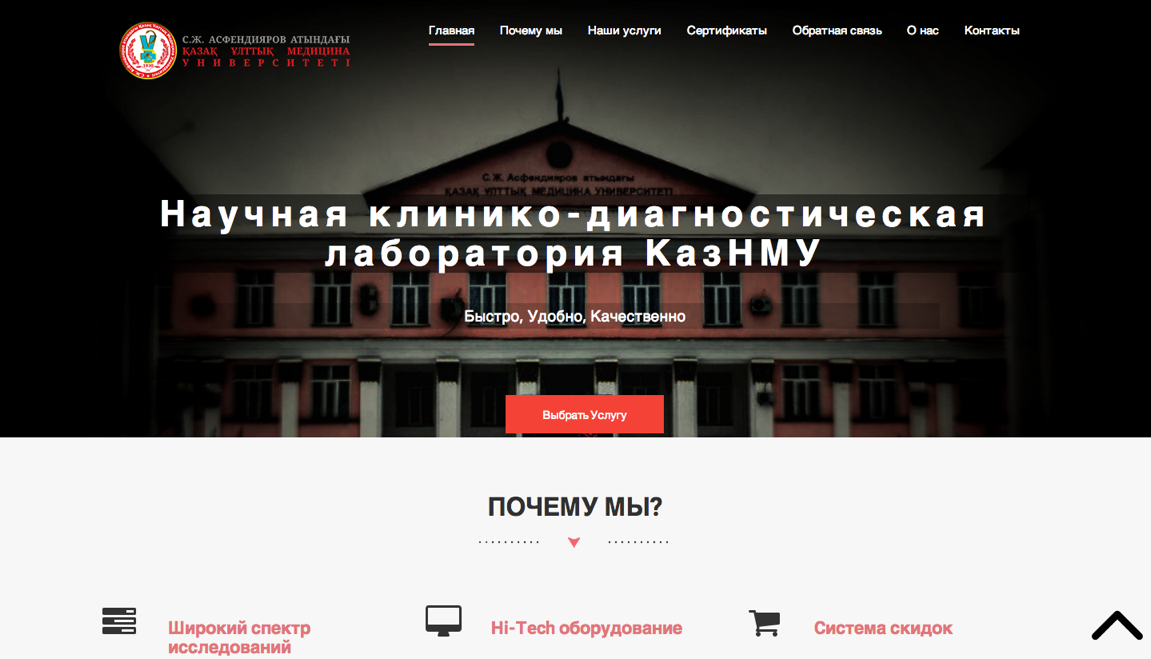 С.Ж. АСФЕНДИЯРОВ АТЫНДАҒЫ
ҚАЗАҚ ҰЛТТЫҚ МЕДИЦИНА
УНИВЕРСИТЕТІ
Главная Почему мы Наши услуги Сертификаты Обратная связь О нас Контакты
С.Ж. Асфендияров атындағы
ҚАЗАҚ ҰЛТТЫҚ МЕДИЦИНА УНИВЕРСИТЕТІ
Научная клинико-диагностическая
лаборатория КазНМУ
Быстро, Удобно, Качественно
Выбрать Услугу
ПОЧЕМУ МЫ?
Широкий спектр
исследований
Hi-Tech оборудование
Система скидок